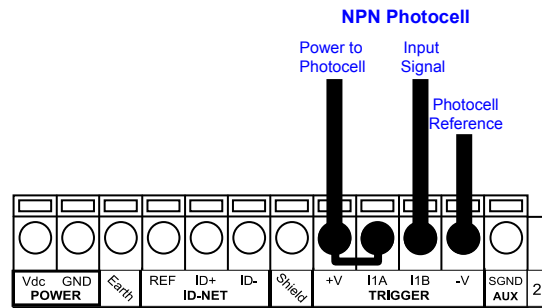 NPN Photocell
Power to
Photocell
Input
Signal
Photocell
Reference
Vdc GND Earth REF ID+ ID- Shield +V I1A I1B -V SGND 2
POWER ID-NET TRIGGER AUX